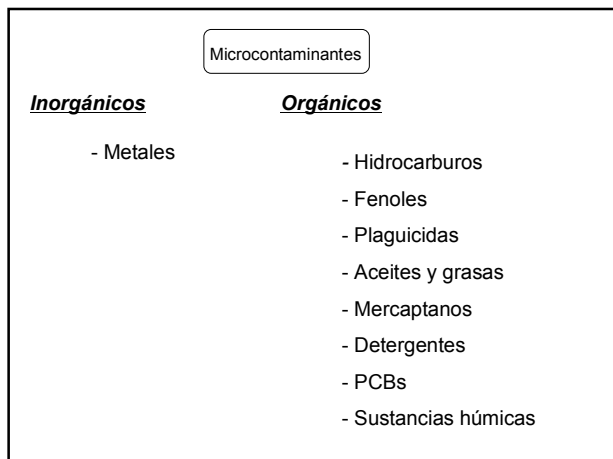 Microcontaminantes
Inorgánicos
Orgánicos
- Metales
- Hidrocarburos
- Fenoles
- Plaguicidas
- Aceites y grasas
- Mercaptanos
- Detergentes
- PCBs
- Sustancias húmicas